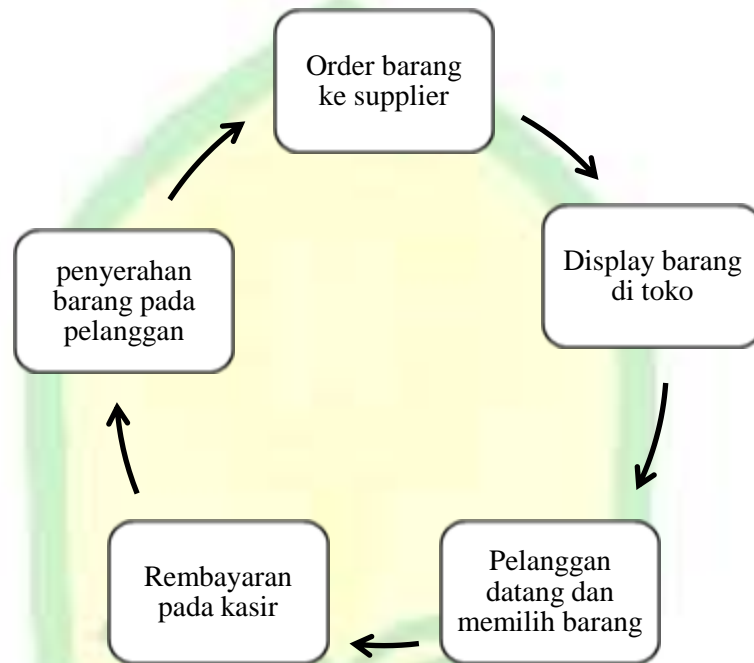 Order barang
ke supplier
Display barang
di toko
Pelanggan
datang dan
memilih barang
Rembayaran
pada kasir
penyerahan
barang pada
pelanggan